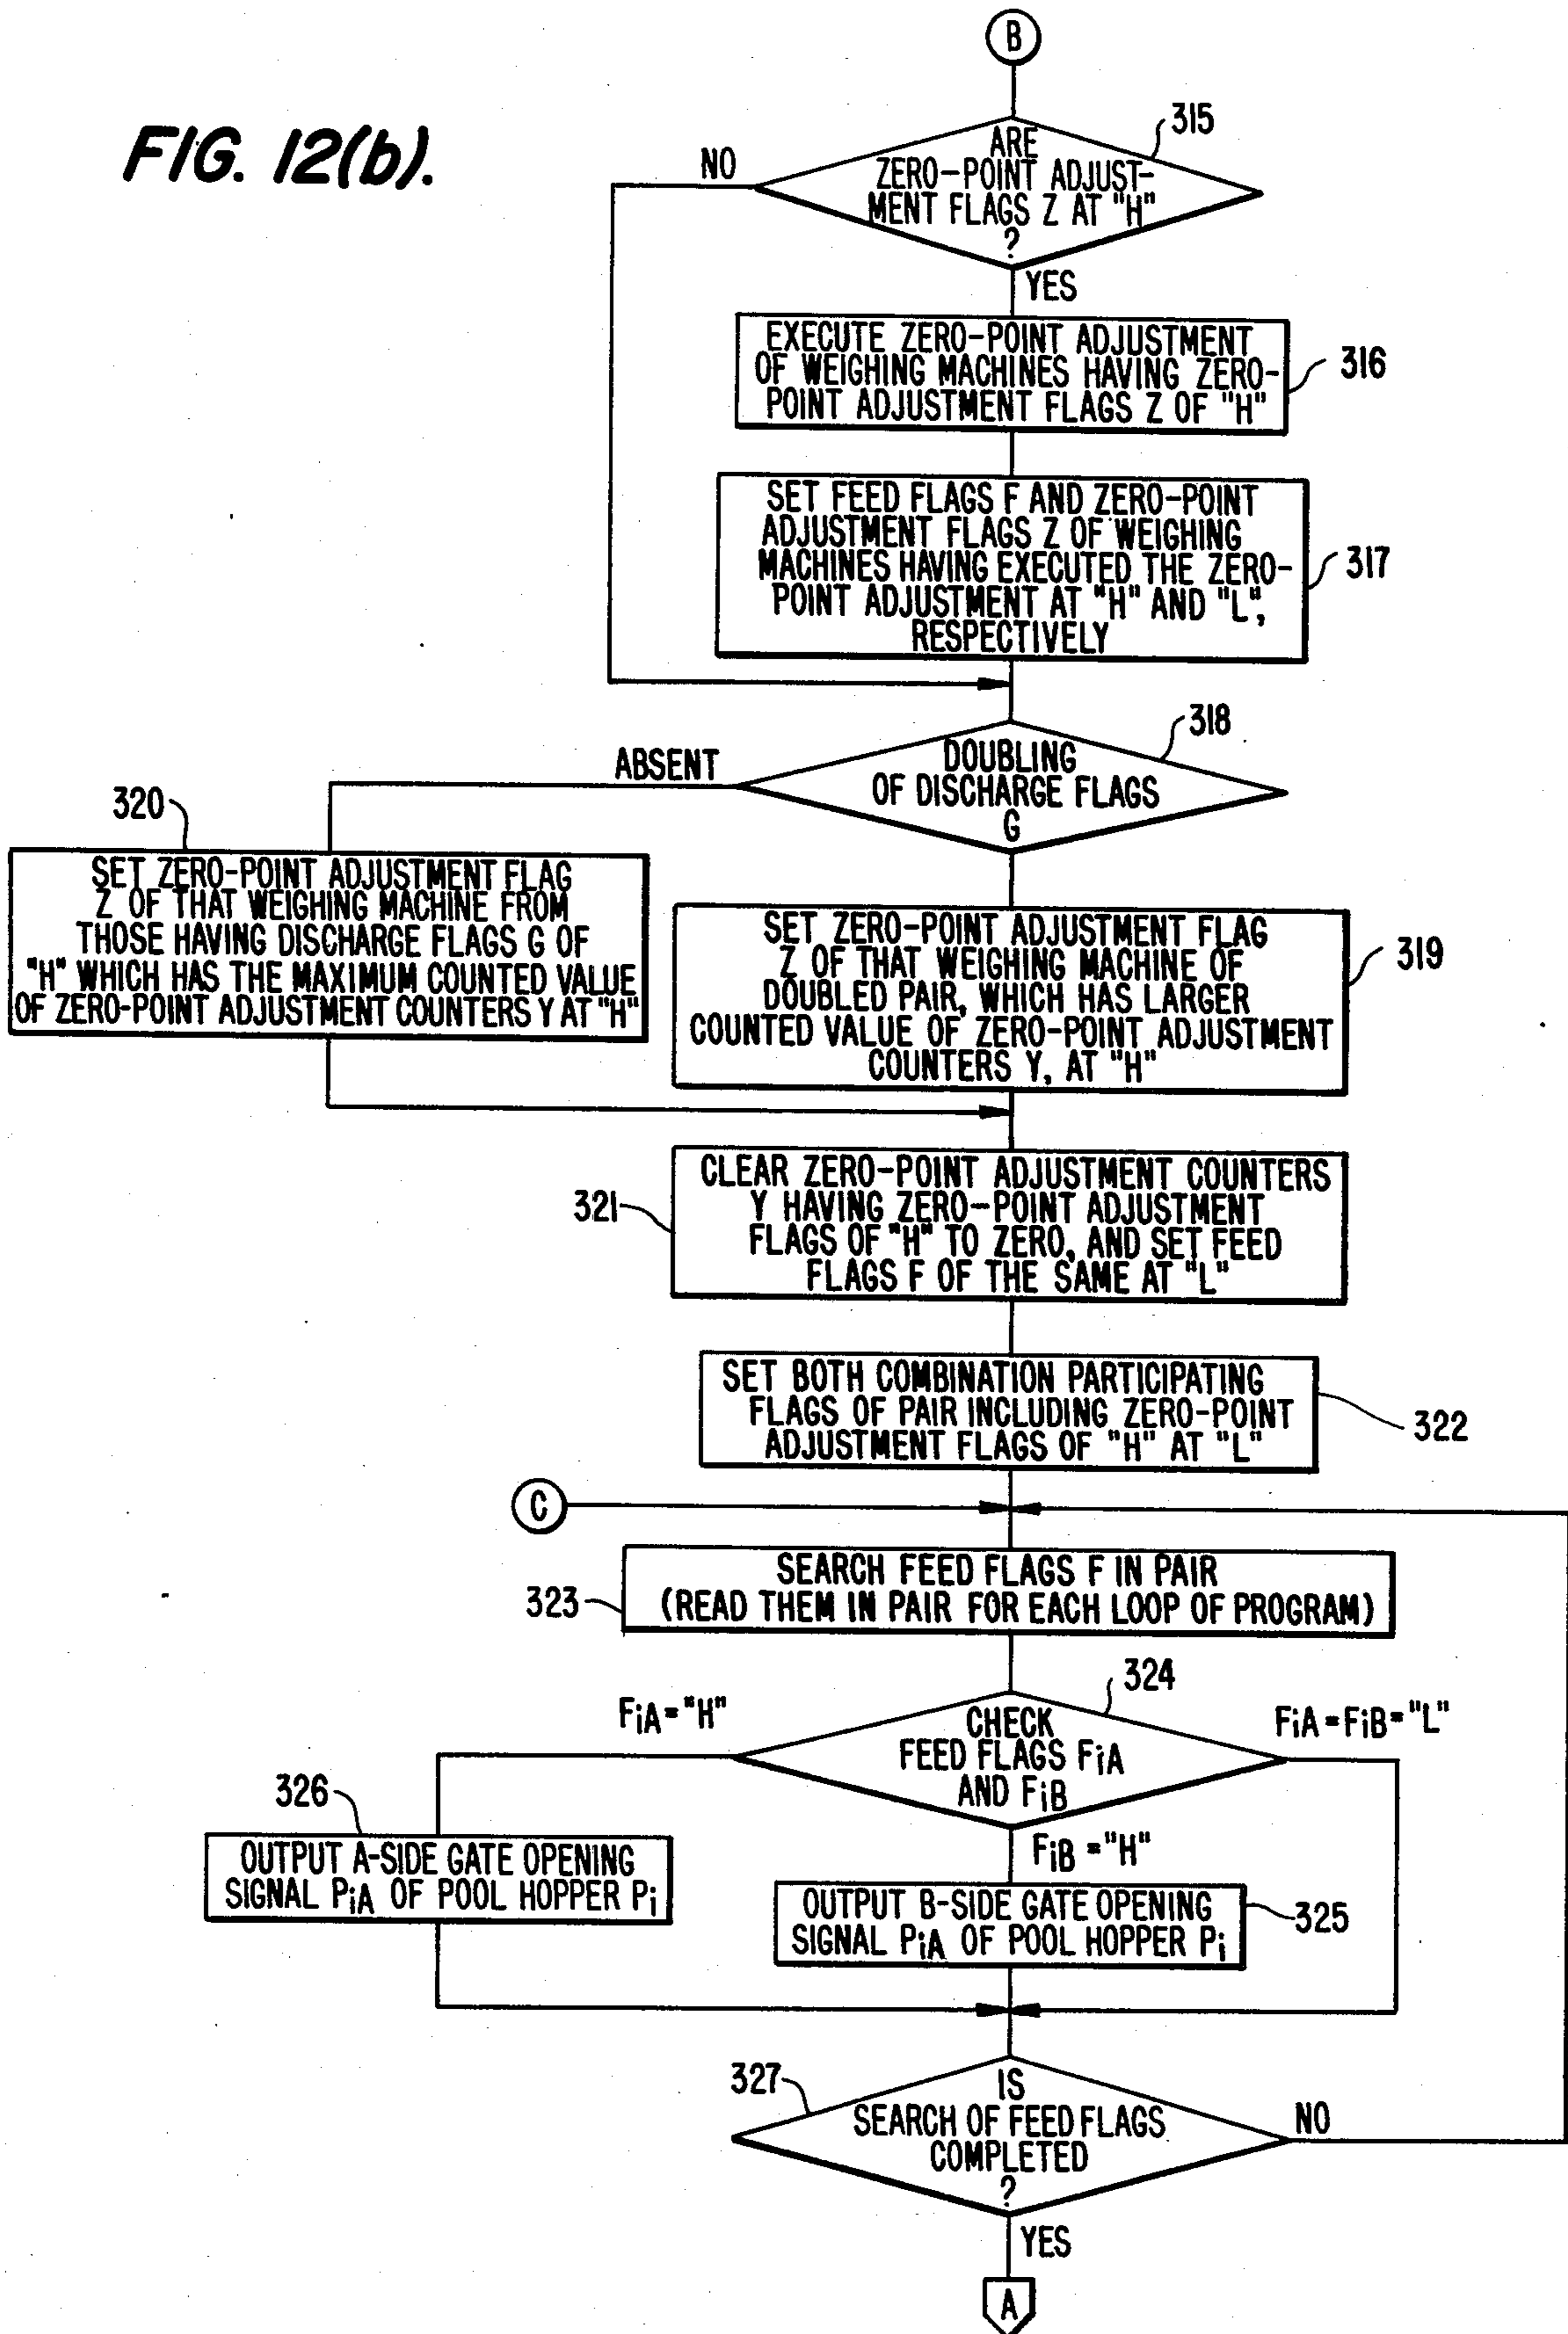 B
FIG. 12(b).
315
NO
ARE
ZERO-POINT ADJUST-
MENT FLAGS Z AT "H"
?
YES
EXECUTE ZERO-POINT ADJUSTMENT
OF WEIGHING MACHINES HAVING ZERO-
POINT ADJUSTMENT FLAGS Z OF "H"
316
SET FEED FLAGS F AND ZERO-POINT
ADJUSTMENT FLAGS Z OF WEIGHING
MACHINES HAVING EXECUTED THE ZERO-
POINT ADJUSTMENT AT "H" AND "L",
RESPECTIVELY
317
318
ABSENT
DOUBLING
OF DISCHARGE FLAGS
G
320
SET ZERO-POINT ADJUSTMENT FLAG
Z OF THAT WEIGHING MACHINE FROM
THOSE HAVING DISCHARGE FLAGS G OF
"H" WHICH HAS THE MAXIMUM COUNTED VALUE
OF ZERO-POINT ADJUSTMENT COUNTERS Y AT "H"
SET ZERO-POINT ADJUSTMENT FLAG
Z OF THAT WEIGHING MACHINE OF
DOUBLED PAIR, WHICH HAS LARGER
COUNTED VALUE OF ZERO-POINT ADJUSTMENT
COUNTERS Y, AT "H"
319
CLEAR ZERO-POINT ADJUSTMENT COUNTERS
Y HAVING ZERO-POINT ADJUSTMENT
FLAGS OF "H" TO ZERO, AND SET FEED
FLAGS F OF THE SAME AT "L"
321
SET BOTH COMBINATION PARTICIPATING
FLAGS OF PAIR INCLUDING ZERO-POINT
ADJUSTMENT FLAGS OF "H" AT "L"
322
C
SEARCH FEED FLAGS F IN PAIR
(READ THEM IN PAIR FOR EACH LOOP OF PROGRAM)
323
324
FiA="H"
CHECK
FEED FLAGS FiA
AND FiB
FiA=FiB="L"
326
FiB="H"
OUTPUT A-SIDE GATE OPENING
SIGNAL PiA OF POOL HOPPER Pi
OUTPUT B-SIDE GATE OPENING
SIGNAL PiA OF POOL HOPPER Pi
325
327
IS
SEARCH OF FEED FLAGS
COMPLETED
?
NO
YES
A